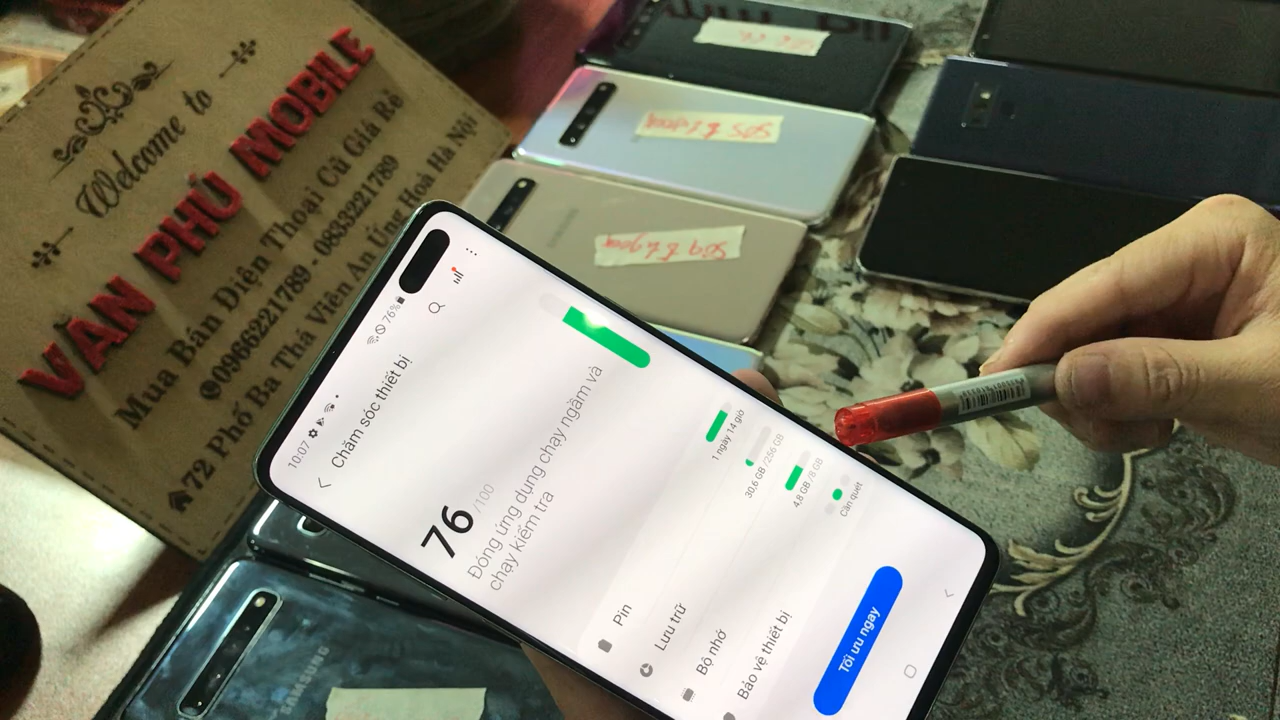 Welcome to
VĂN PHÚ MOBILE
Mua Bán Điện Thoại Cũ Giá Rẻ
0966221789 - 083221789
72 Phố Ba Thá Viên An Ứng Hoà Hà Nội
10:07
76%
Chăm sóc thiết bị
76/100
Đóng ứng dụng chạy ngầm và
chạy kiểm tra
Pin
1 ngày 14 giờ
Lưu trữ
30,6 GB /256 GB
Bộ nhớ
4,8 GB /8 GB
Bảo vệ thiết bị
Cần quét
Tối ưu ngay
SAMSUNG